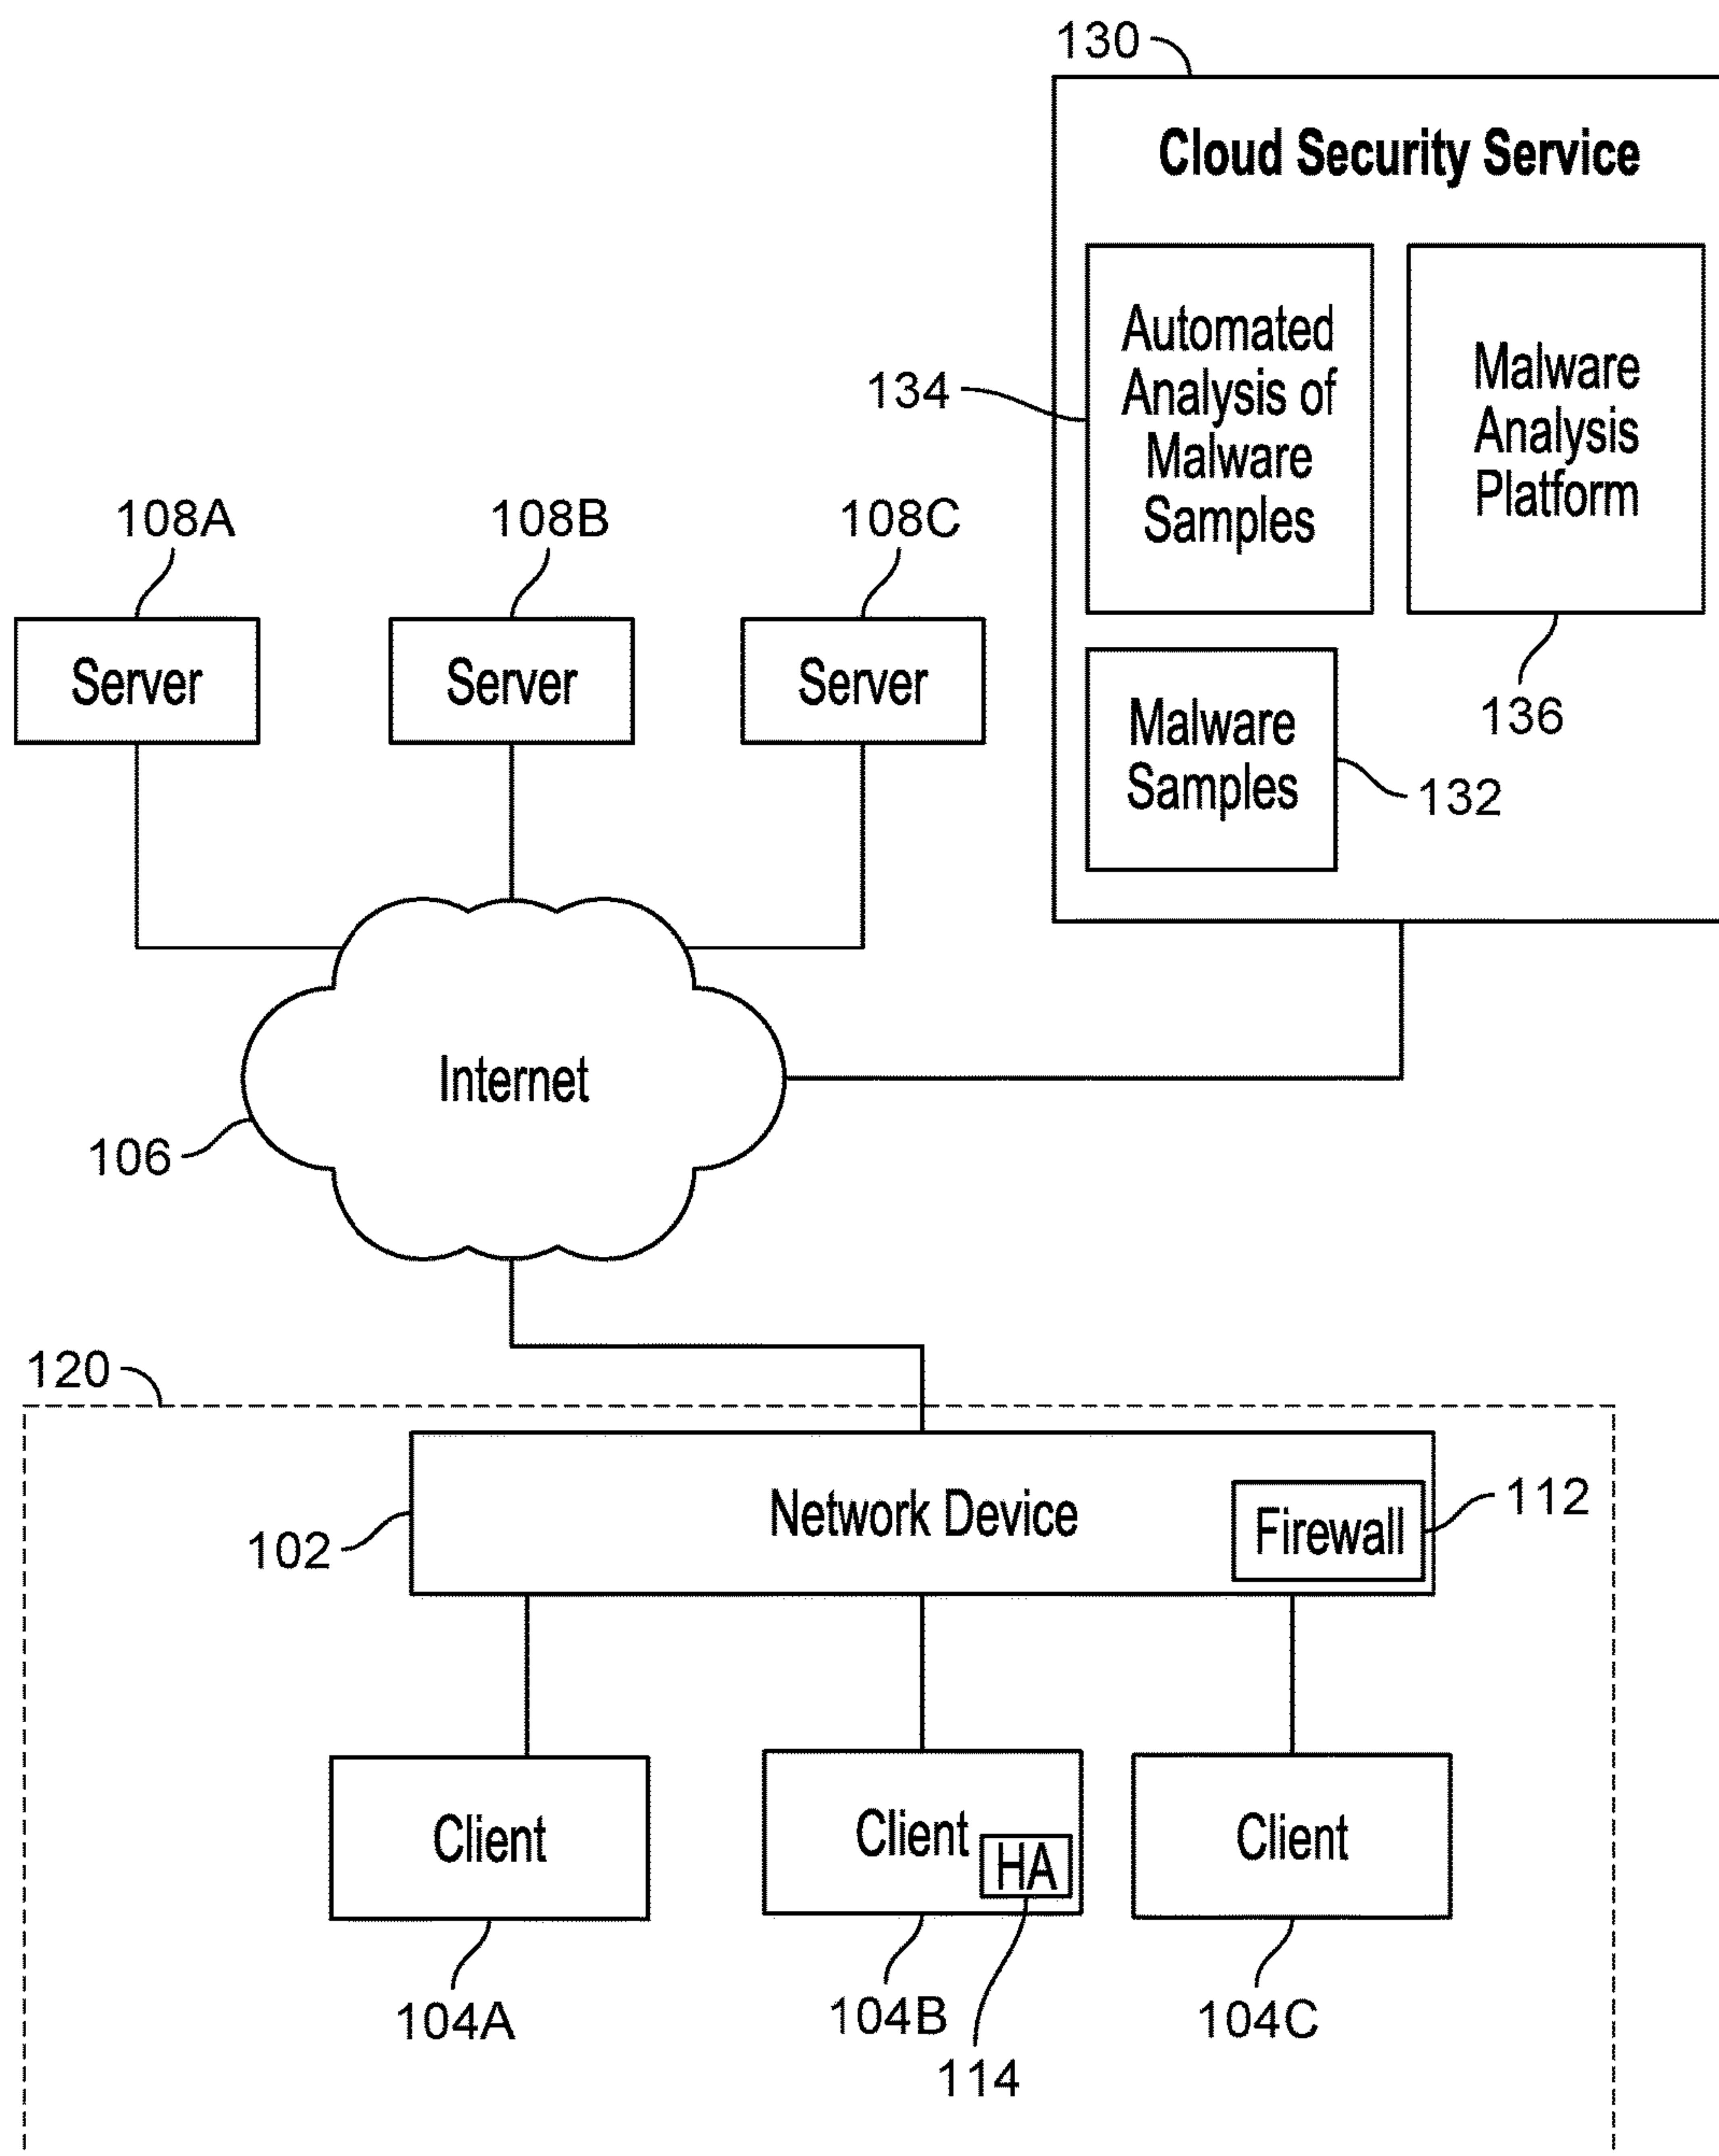 130
Cloud Security Service
Automated
Analysis of
Malware
Samples
134
Malware
Analysis
Platform
136
Malware
Samples
132
108A
108B
108C
Server
Server
Server
Internet
106
120
Network Device
Firewall
112
102
Client
Client
HA
Client
104A
104B
104C
114